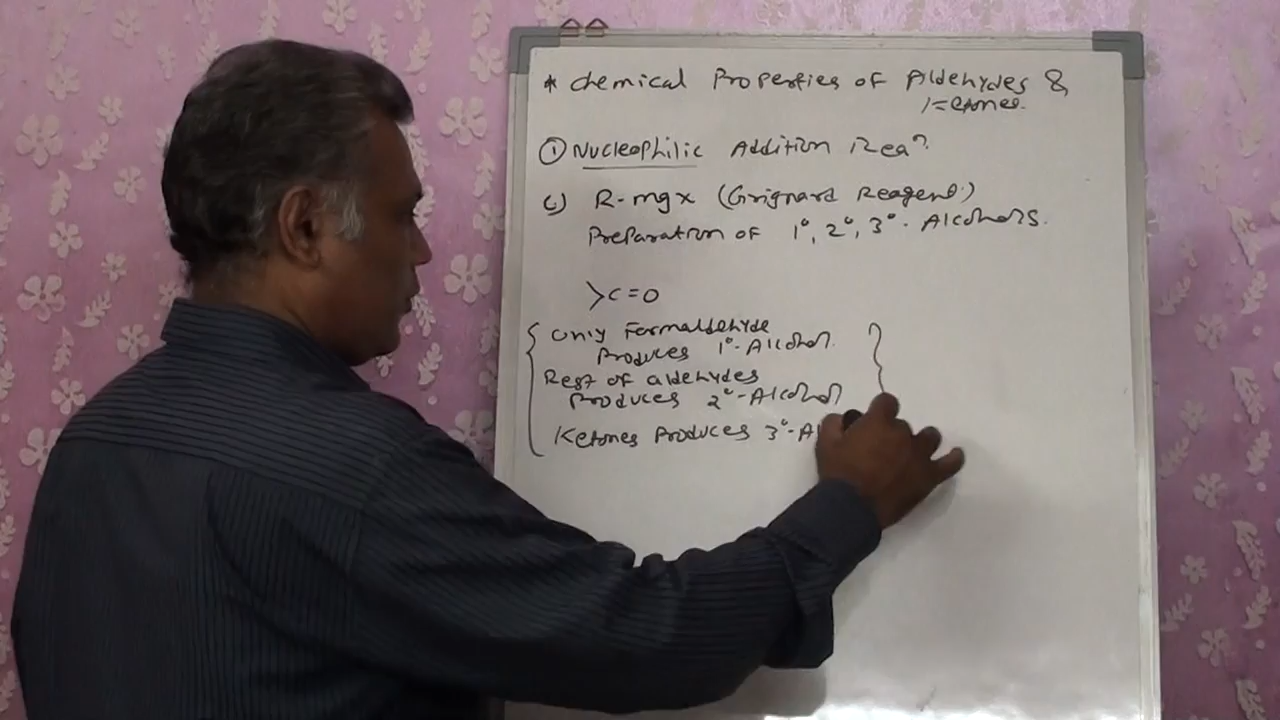 * Chemical Properties of Aldehydes &
Ketones.
① Nucleophilic Addition Rea?
c) R-mgx (Grignard Reagent)
Preparation of 1°, 2°, 3° - Alcohols.
>c=0
Only Formaldehyde
Produces 1°-Alcohol.
Rest of aldehydes
Produces 2°-Alcohol
Ketones Produces 3°-Al